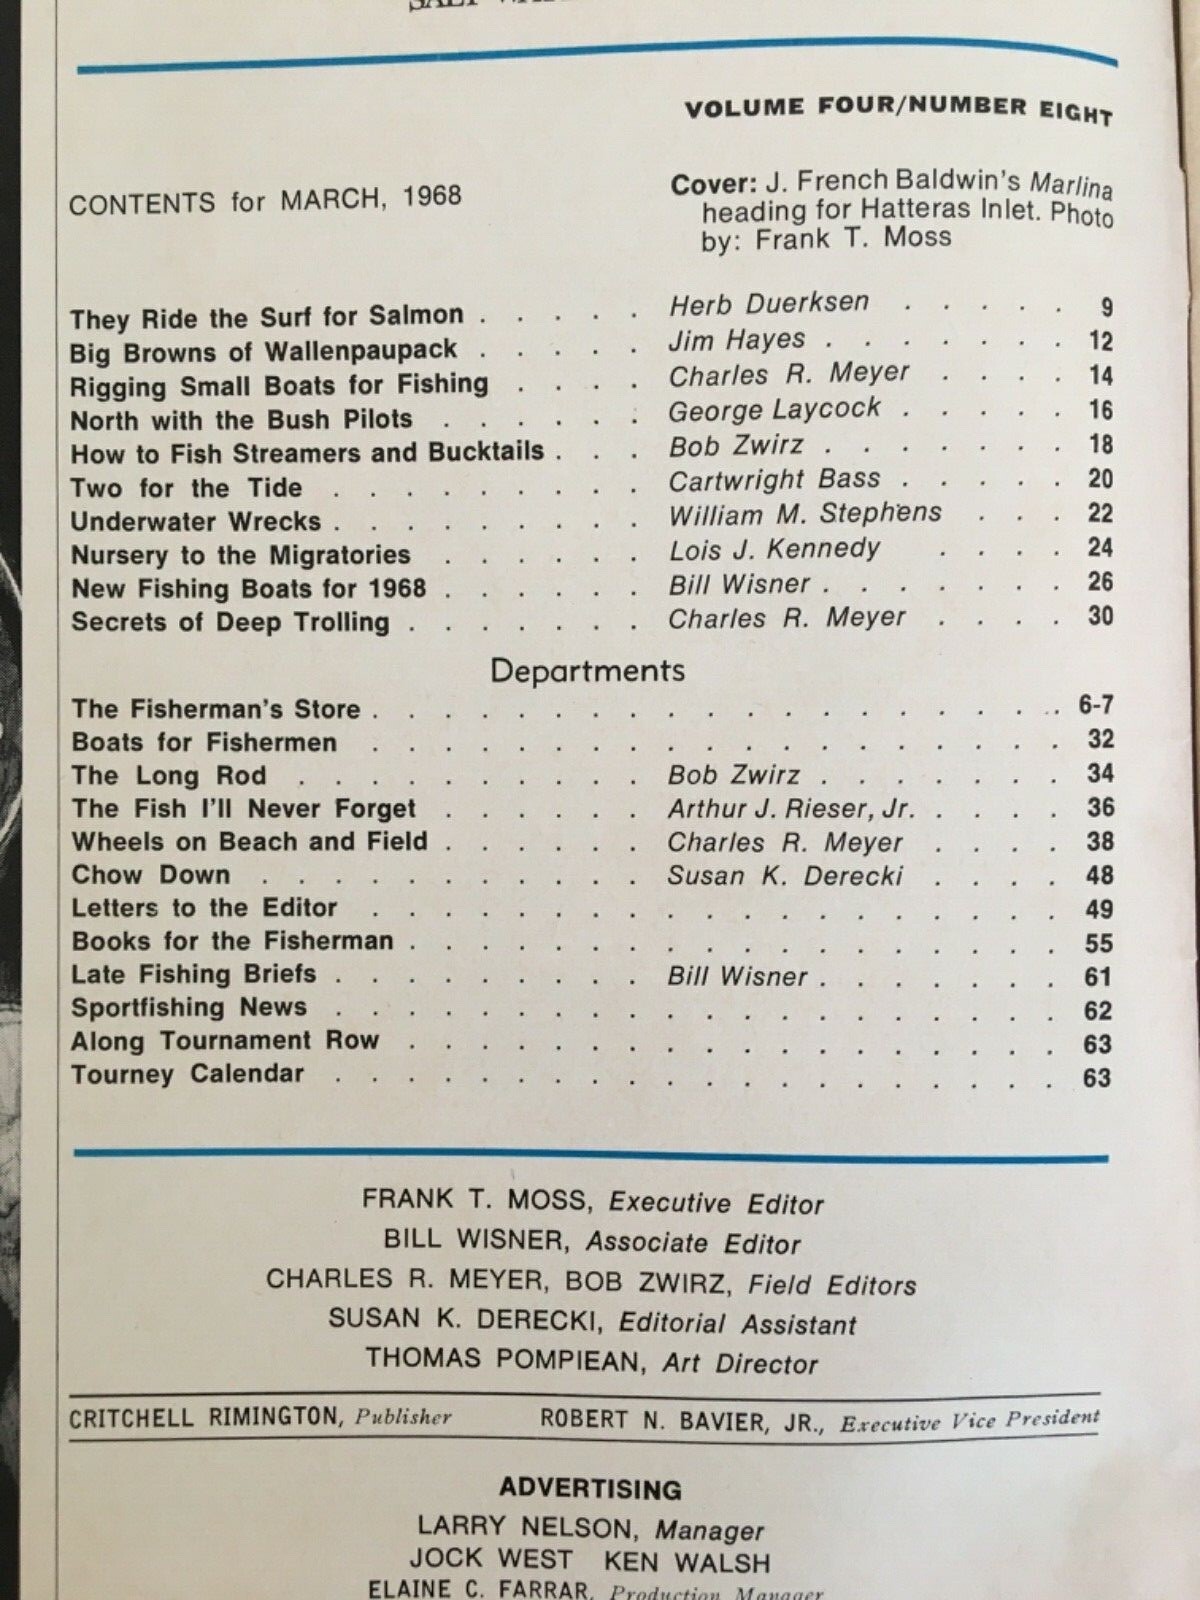 VOLUME FOUR/NUMBER EIGHT
CONTENTS for MARCH, 1968
Cover: J. French Baldwin's Marlina
heading for Hatteras Inlet. Photo
by: Frank T. Moss
They Ride the Surf for Salmon . . . . . Herb Duerksen . . . . . 9
Big Browns of Wallenpaupack . . . . . Jim Hayes . . . . . . . 12
Rigging Small Boats for Fishing . . . . Charles R. Meyer . . . . 14
North with the Bush Pilots . . . . . . Geo­rge Laycock . . . . . 16
How to Fish Streamers and Bucktails . . . Bob Zwirz . . . . . . . 18
Two for the Tide . . . . . . . . . Cartwright Bass . . . . . 20
Underwater Wrecks . . . . . . . . . William M. Stephens . . . 22
Nursery to the Migratories . . . . . . Lois J. Kennedy . . . . 24
New Fishing Boats for 1968 . . . . . . Bill Wisner . . . . . . . 26
Secrets of Deep Trolling . . . . . . . Charles R. Meyer . . . . 30
Departments
The Fisherman's Store . . . . . . . . . . . . . . . . . . . 6-7
Boats for Fishermen . . . . . . . . . . . . . . . . . . . 32
The Long Rod . . . . . . . . . . Bob Zwirz . . . . . . . 34
The Fish I'll Never Forget . . . . . . Arthur J. Rieser, Jr. . . . . 36
Wheels on Beach and Field . . . . . . Charles R. Meyer . . . . 38
Chow Down . . . . . . . . . . . Susan K. Derecki . . . . 48
Letters to the Editor . . . . . . . . . . . . . . . . . . . 49
Books for the Fisherman . . . . . . . . . . . . . . . . . . 55
Late Fishing Briefs . . . . . . . . . Bill Wisner . . . . . . . 61
Sportfishing News . . . . . . . . . . . . . . . . . . . . 62
Along Tournament Row . . . . . . . . . . . . . . . . . . 63
Tourney Calendar . . . . . . . . . . . . . . . . . . . . 63
FRANK T. MOSS, Executive Editor
BILL WISNER, Associate Editor
CHARLES R. MEYER, BOB ZWIRZ, Field Editors
SUSAN K. DERECKI, Editorial Assistant
THOMAS POMPIEAN, Art Director
CRITCHELL RIMINGTON, Publisher ROBERT N. BAVIER, JR., Executive Vice President
ADVERTISING
LARRY NELSON, Manager
JOCK WEST KEN WALSH
ELAINE C. FARRAR, Production Manager